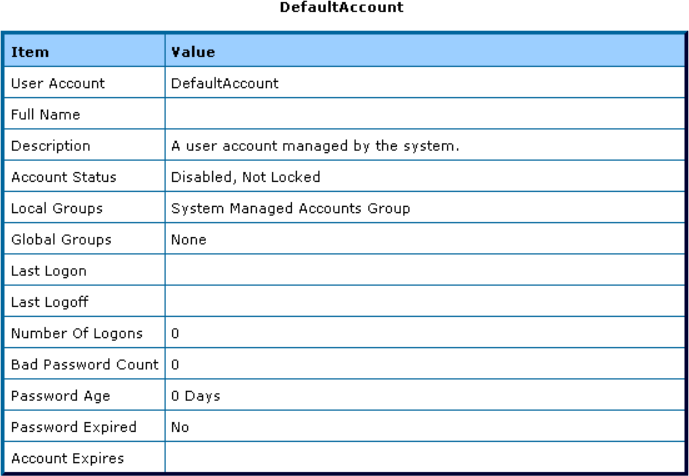 DefaultAccount
Item Value
User Account DefaultAccount
Full Name
Description A user account managed by the system.
Account Status Disabled, Not Locked
Local Groups System Managed Accounts Group
Global Groups None
Last Logon
Last Logoff
Number Of Logons 0
Bad Password Count 0
Password Age 0 Days
Password Expired No
Account Expires